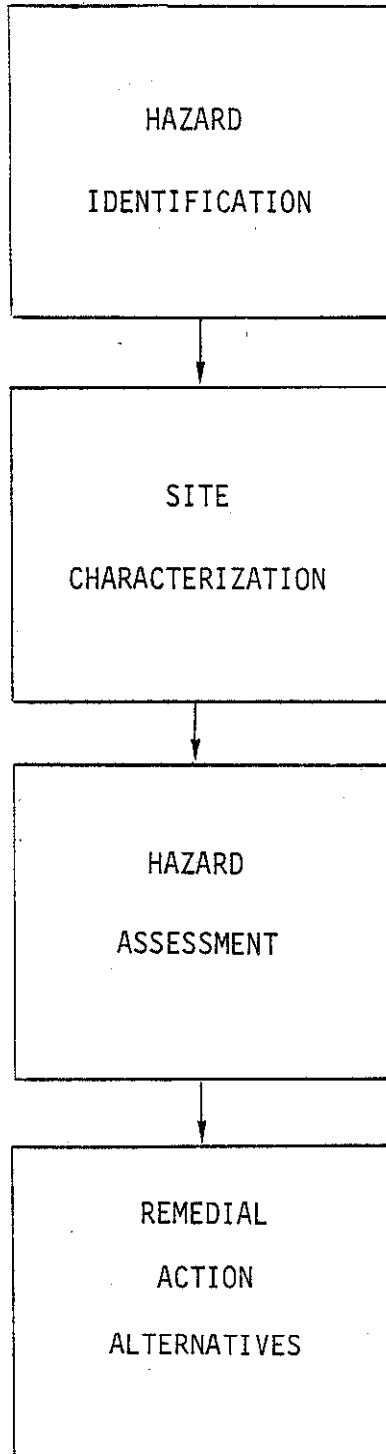 HAZARD
IDENTIFICATION
SITE
CHARACTERIZATION
HAZARD
ASSESSMENT
REMEDIAL
ACTION
ALTERNATIVES